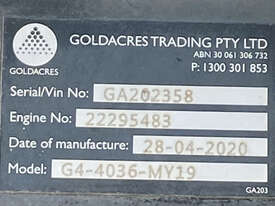 GOLDACRES TRADING PTY LTD
ABN 30 061 306 732
P: 1300 301 853
GOLDACRES
Serial/Vin No: GA202358
Engine No: 22295483
Date of manufacture: 28-04-2020
Model: G4-4036-MY19
GA203